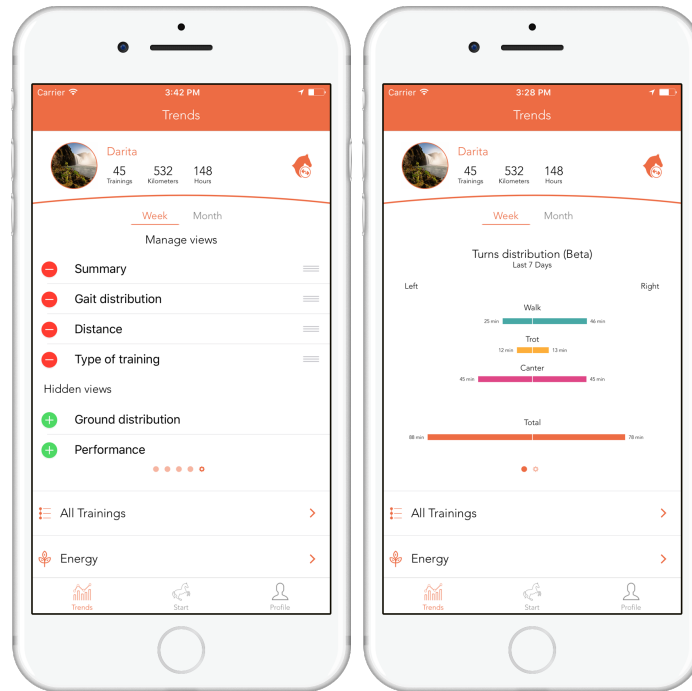 Carrier 3:42 PM
Trends
Darita
45 532 148
Trainings Kilometers Hours
Week Month
Manage views
Summary
Gait distribution
Distance
Type of training
Hidden views
Ground distribution
Performance
All Trainings
Energy
Trends Start Profile
Carrier 3:28 PM
Trends
Darita
45 532 148
Trainings Kilometers Hours
Week Month
Turns distribution (Beta)
Last 7 Days
Left Right
Walk
25 min 46 min
Trot
12 min 13 min
Canter
45 min 45 min
Total
88 min 78 min
All Trainings
Energy
Trends Start Profile